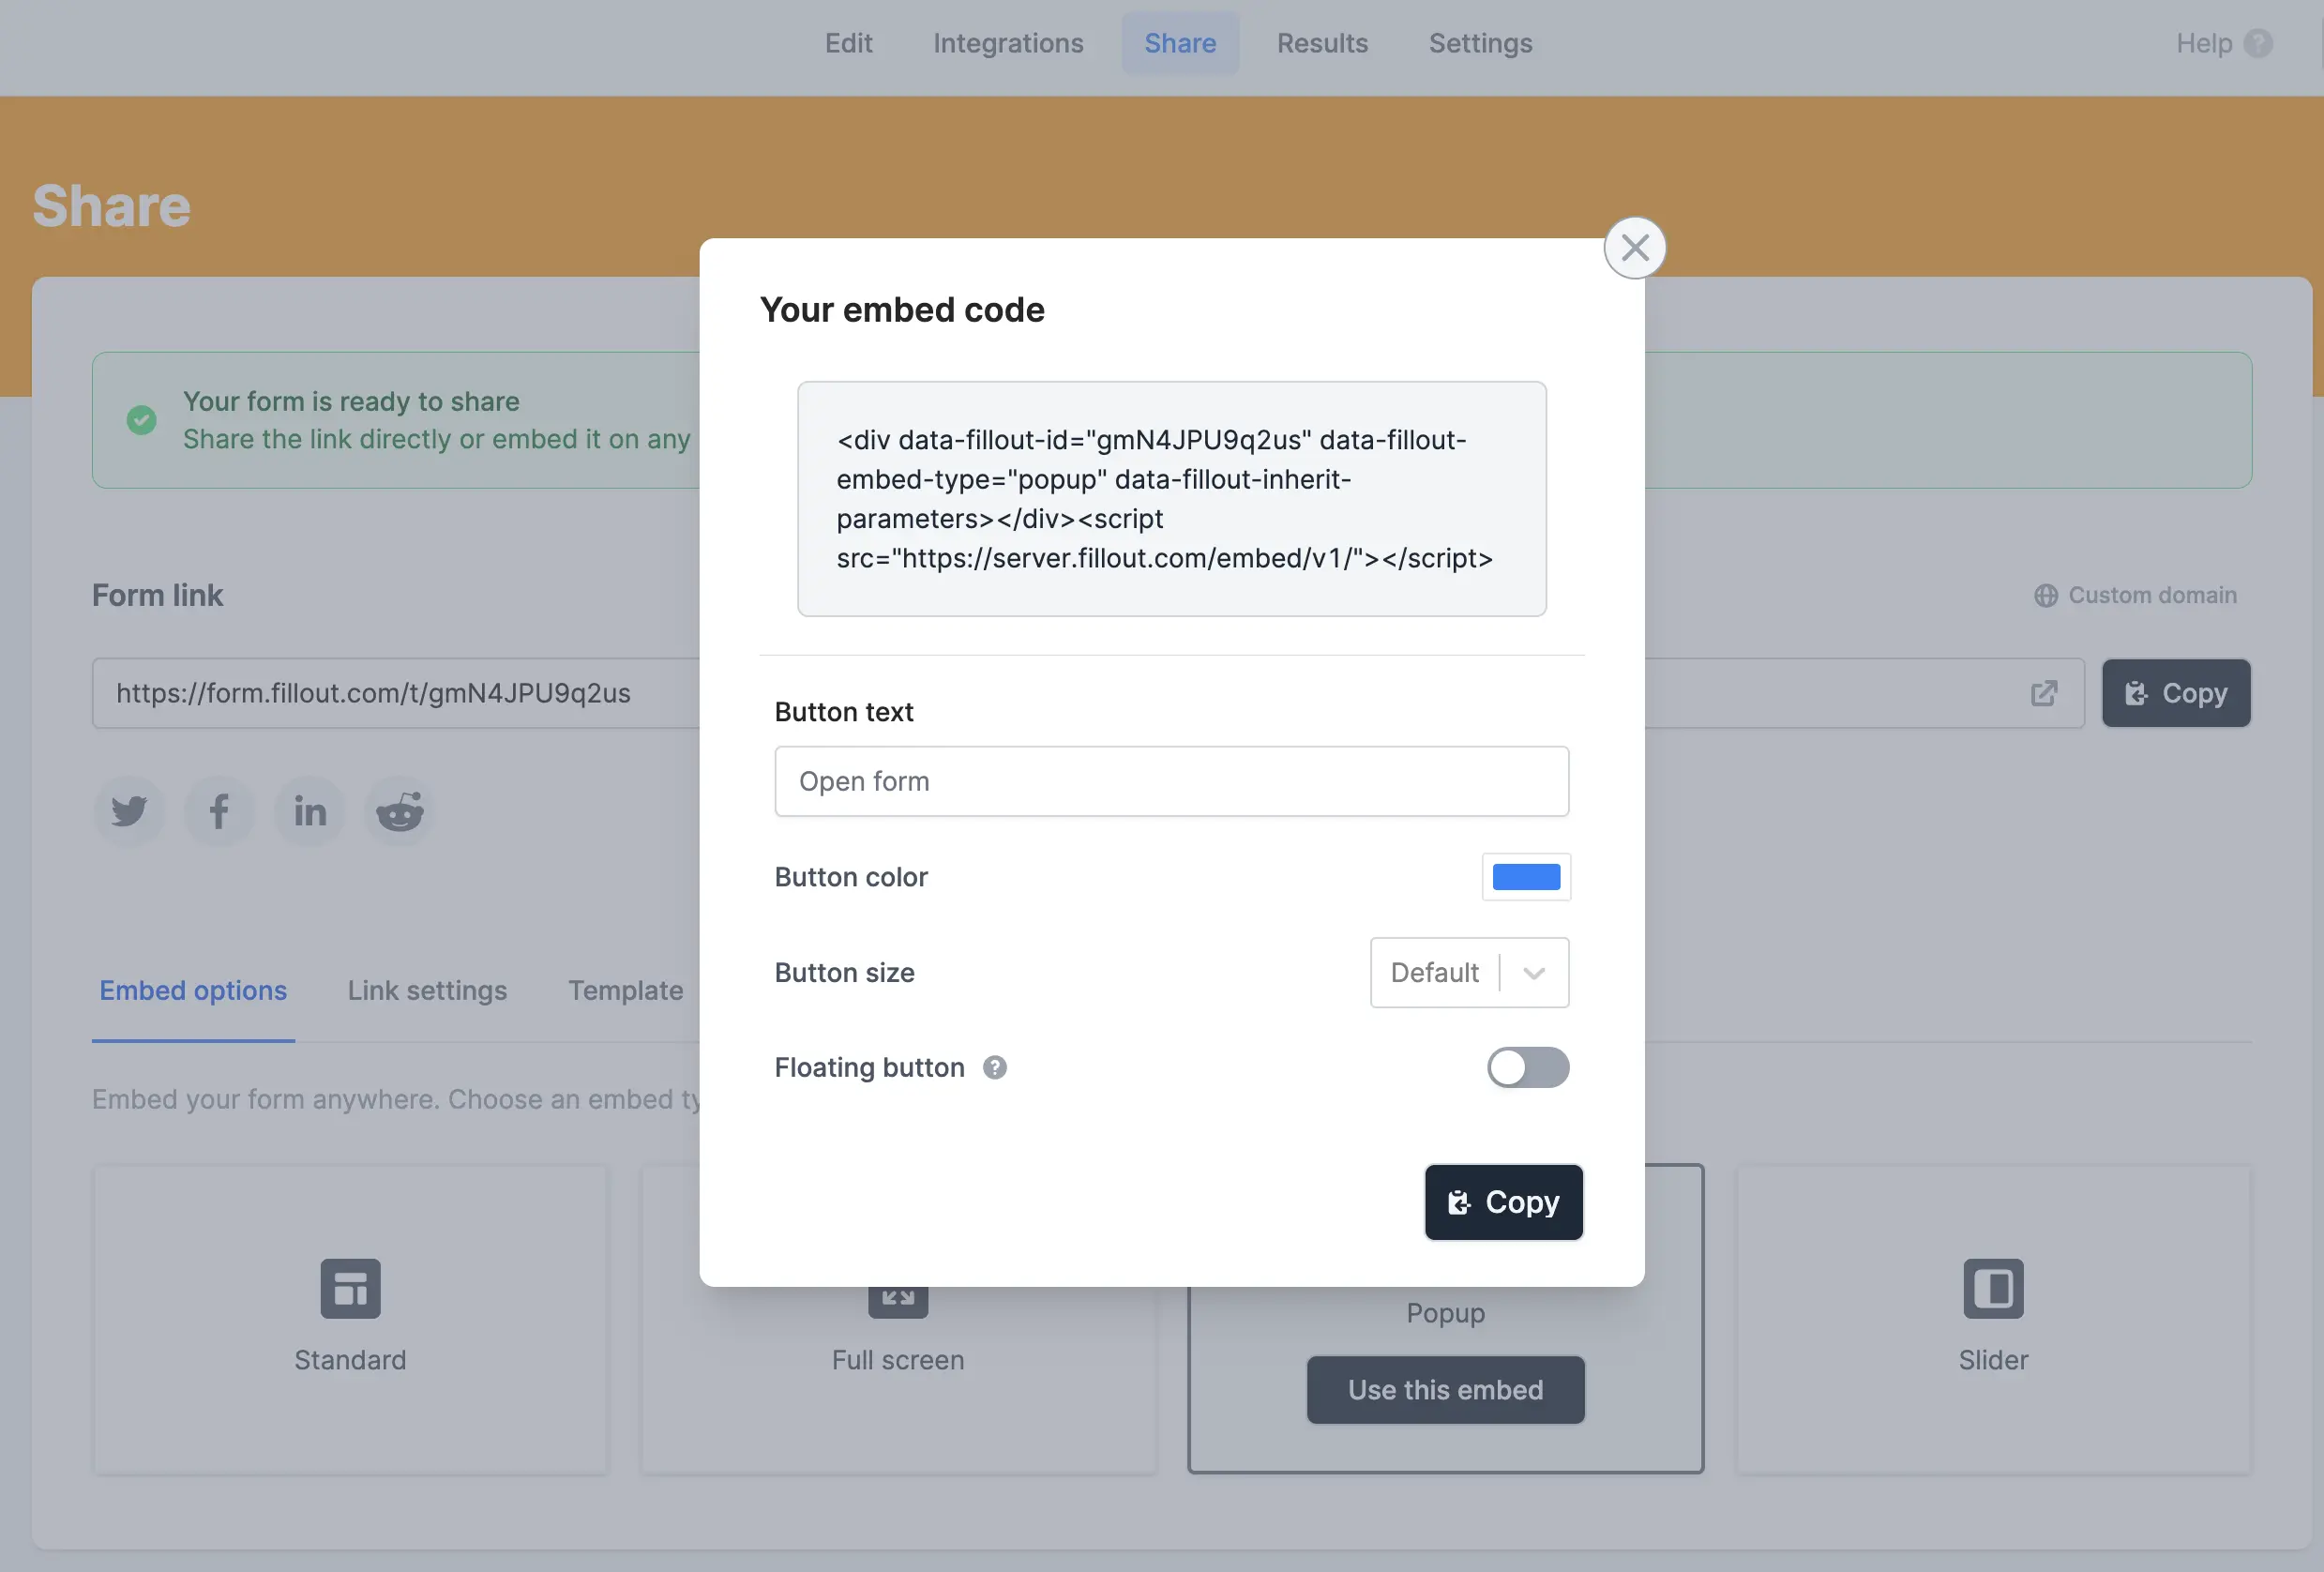 Edit Integrations Share Results Settings Help ?
Share
Your embed code
Your form is ready to share
Share the link directly or embed it on any
<div data-fillout-id="gmN4JPU9q2us" data-fillout-
embed-type="popup" data-fillout-inherit-
parameters></div><script
src="https://server.fillout.com/embed/v1/"></script>
Form link
Custom domain
https://form.fillout.com/t/gmN4JPU9q2us
Copy
Button text
Open form
Button color
Button size
Default
Floating button ?
Copy
in
Embed options Link settings Template
Embed your form anywhere. Choose an embed
Standard
Full screen
Popup
Use this embed
Slider